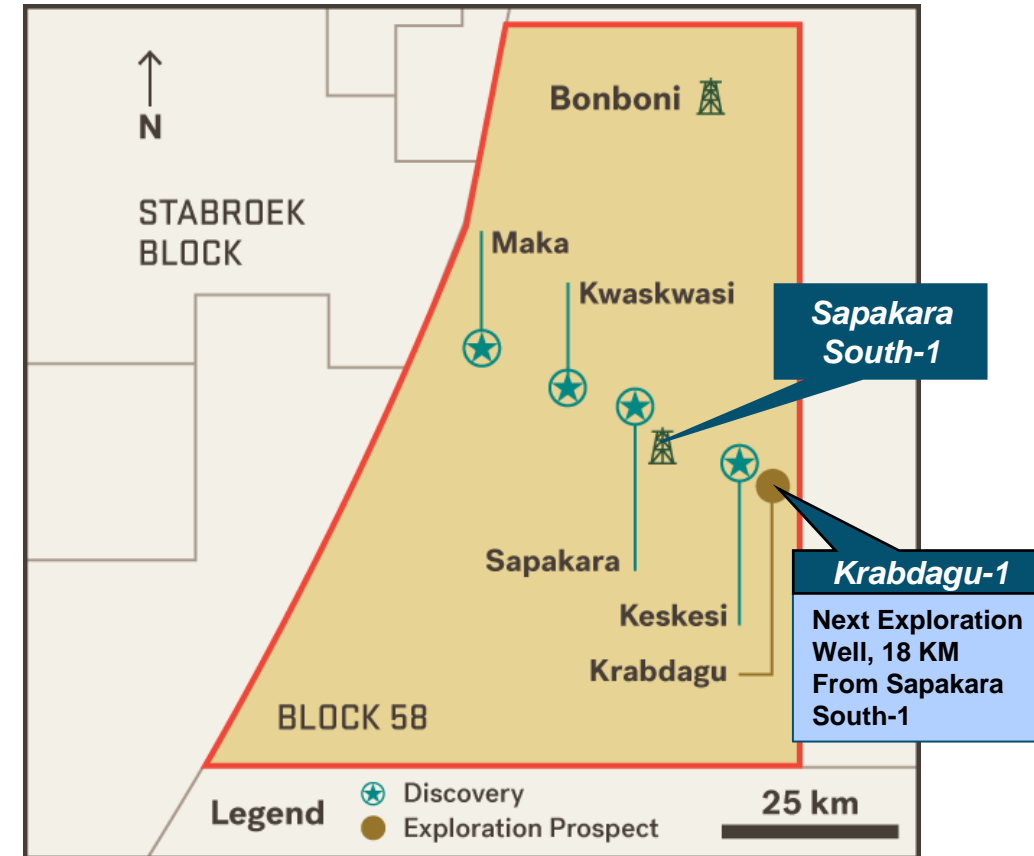 Bonboni
N
STABROEK
BLOCK
Maka
Kwaskwasi
Sapakara
South-1
Sapakara
Krabdagu-1
Keskesi
Next Exploration
Well, 18 KM
From Sapakara
South-1
Krabdagu
BLOCK 58
Legend
Discovery
Exploration Prospect
25 km